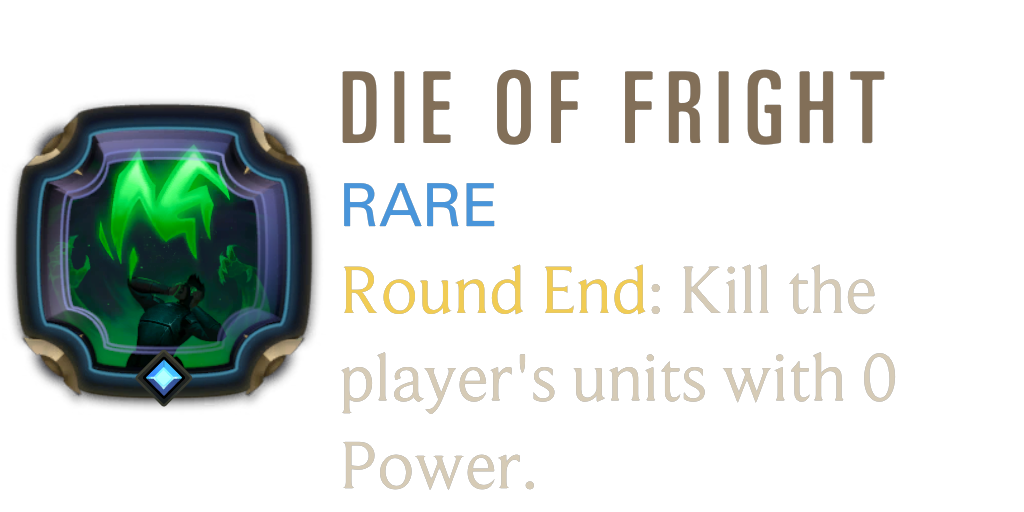 DIE OF FRIGHT
RARE
Round End: Kill the
player's units with 0
Power.